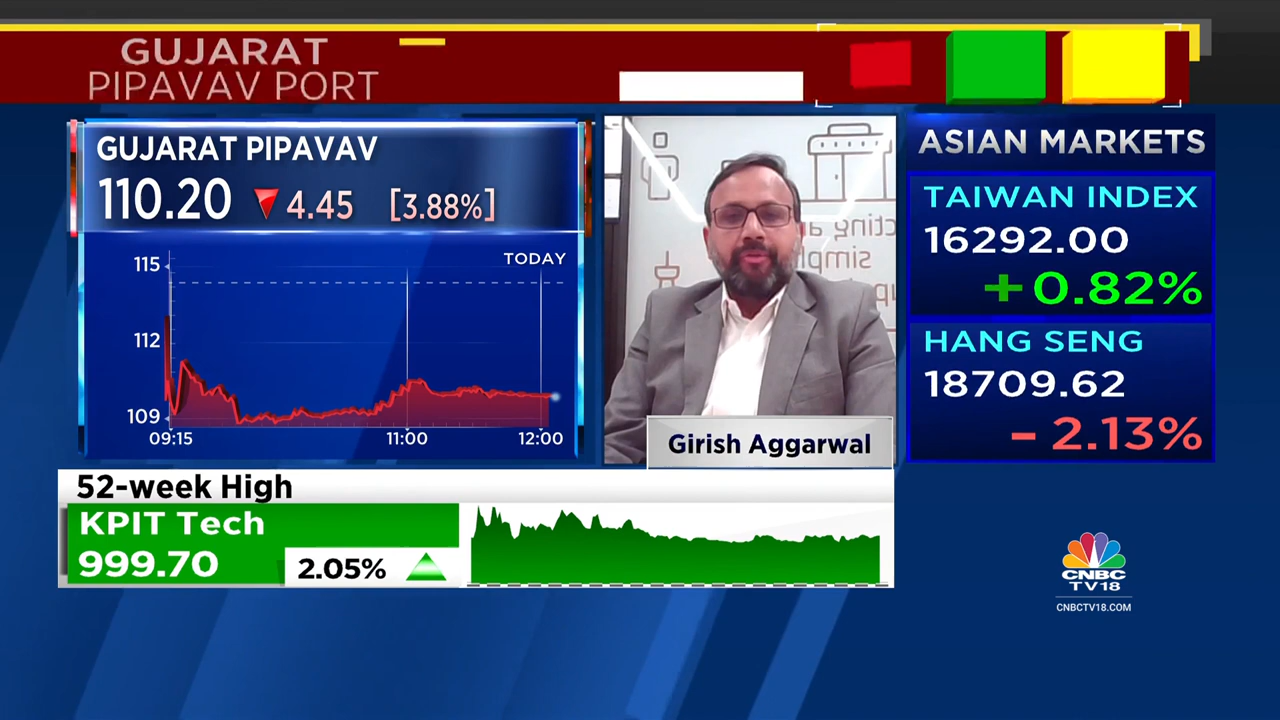 GUJARAT
PIPAVAV PORT
GUJARAT PIPAVAV
110.20 ▼ 4.45 [3.88%]
TODAY
115
112
109
09:15 11:00 12:00
Girish Aggarwal
ASIAN MARKETS
TAIWAN INDEX
16292.00
+0.82%
HANG SENG
18709.62
- 2.13%
52-week High
KPIT Tech
999.70
2.05%
CNBC
TV18
CNBCTV18.COM